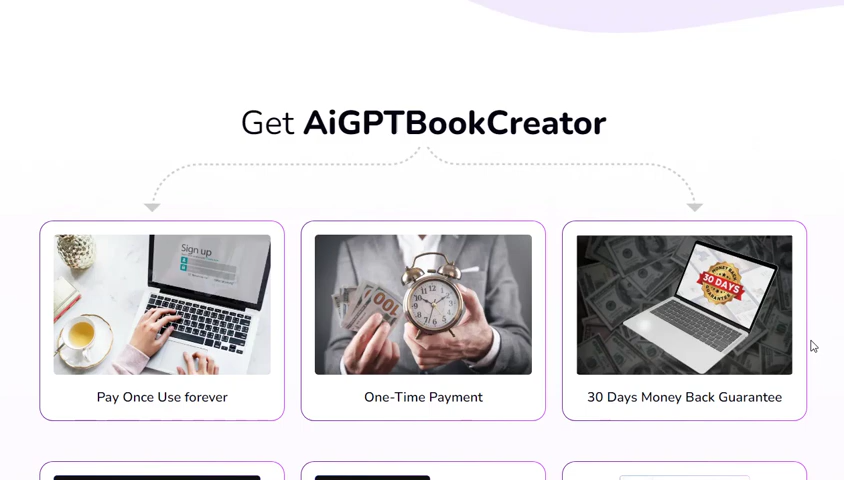 Get AiGPTBookCreator
Sign up
100
MONEY BACK
30 DAYS
GUARANTEE
Pay Once Use forever
One-Time Payment
30 Days Money Back Guarantee